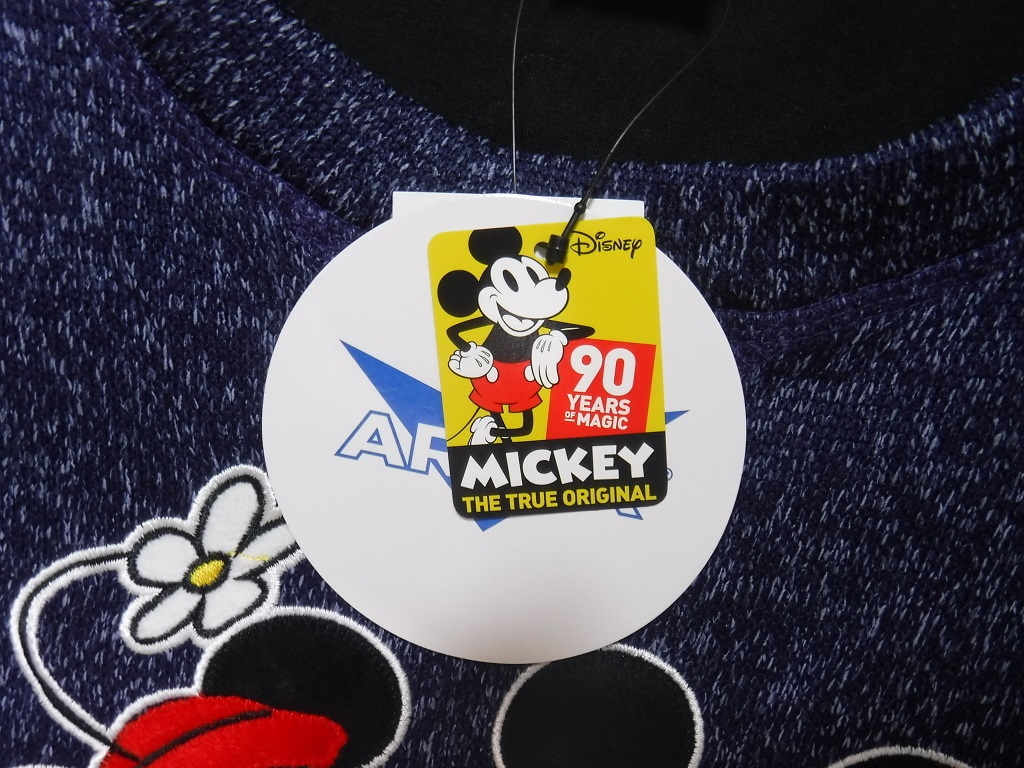 Disney
90
YEARS
OF MAGIC
MICKEY
THE TRUE ORIGINAL